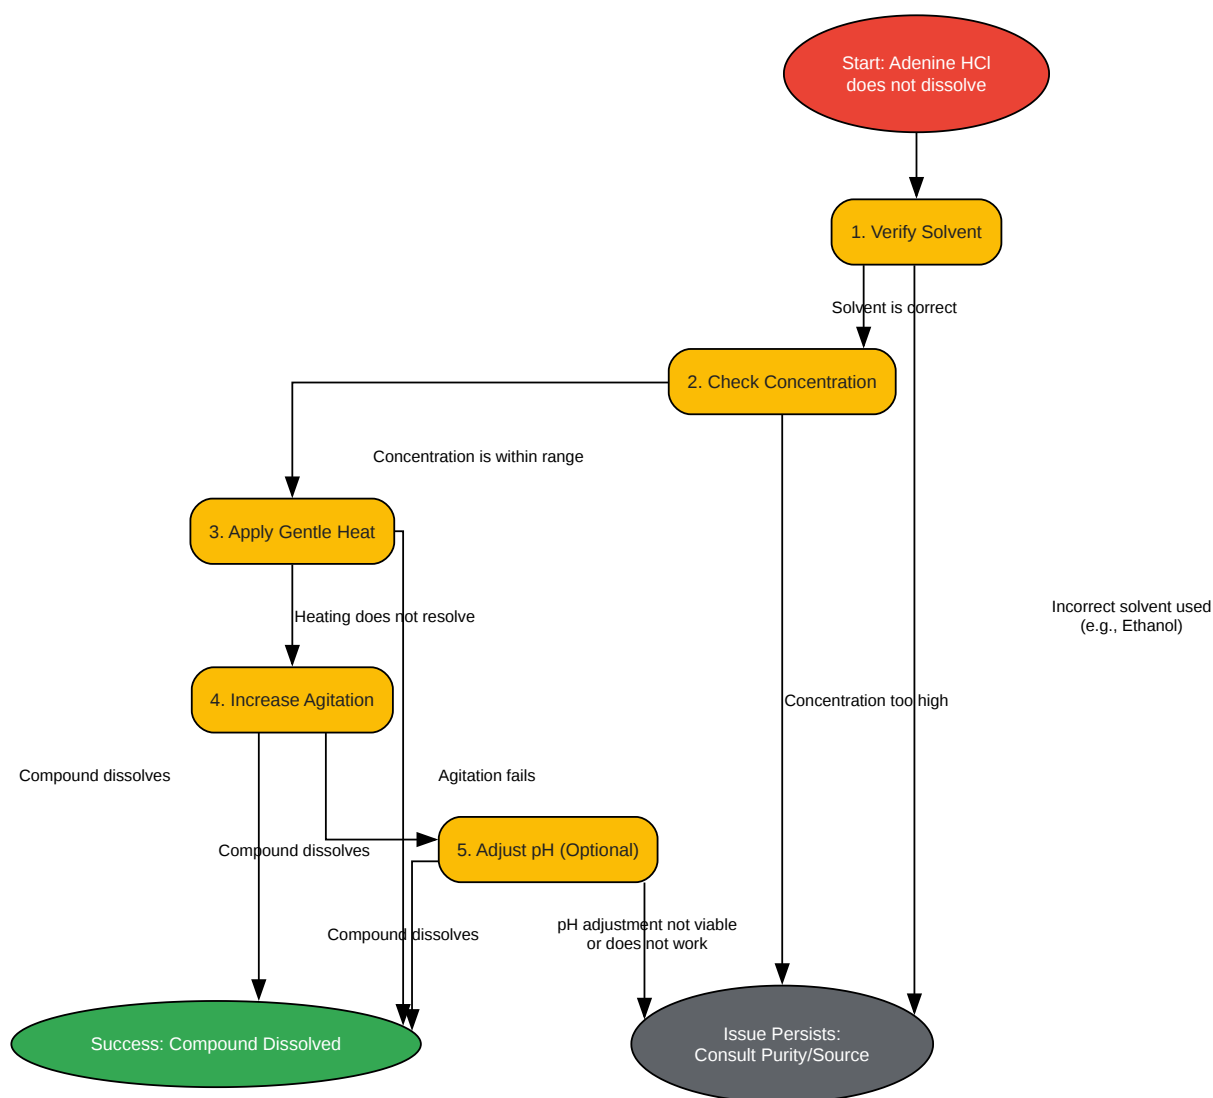 Start: Adenine HCl
does not dissolve
1. Verify Solvent
Solvent is correct
2. Check Concentration
Concentration is within range
3. Apply Gentle Heat
Heating does not resolve
Incorrect solvent used
(e.g., Ethanol)
4. Increase Agitation
Concentration too high
Compound dissolves
Agitation fails
Compound dissolves
5. Adjust pH (Optional)
Compound dissolves
pH adjustment not viable
or does not work
Success: Compound Dissolved
Issue Persists:
Consult Purity/Source